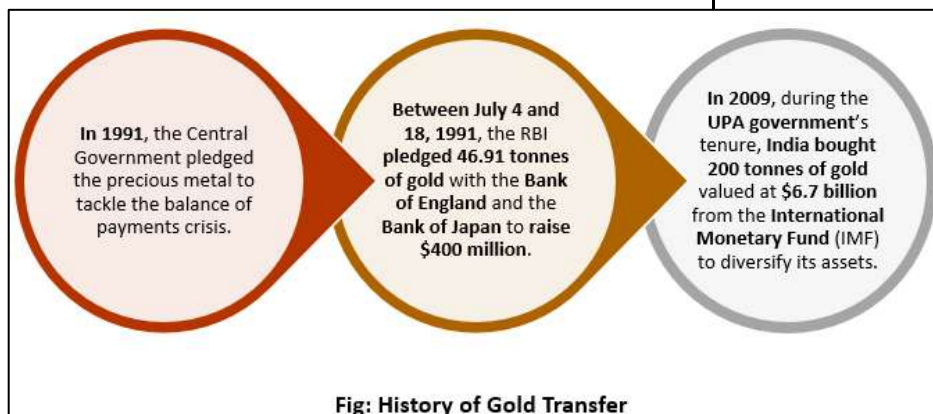 In 1991, the Central
Government pledged
the precious metal to
tackle the balance of
payments crisis.
Between July 4 and
18, 1991, the RBI
pledged 46.91 tonnes
of gold with the Bank
of England and the
Bank of Japan to raise
$400 million.
In 2009, during the
UPA government's
tenure, India bought
200 tonnes of gold
valued at $6.7 billion
from the International
Monetary Fund (IMF)
to diversify its assets.
Fig: History of Gold Transfer